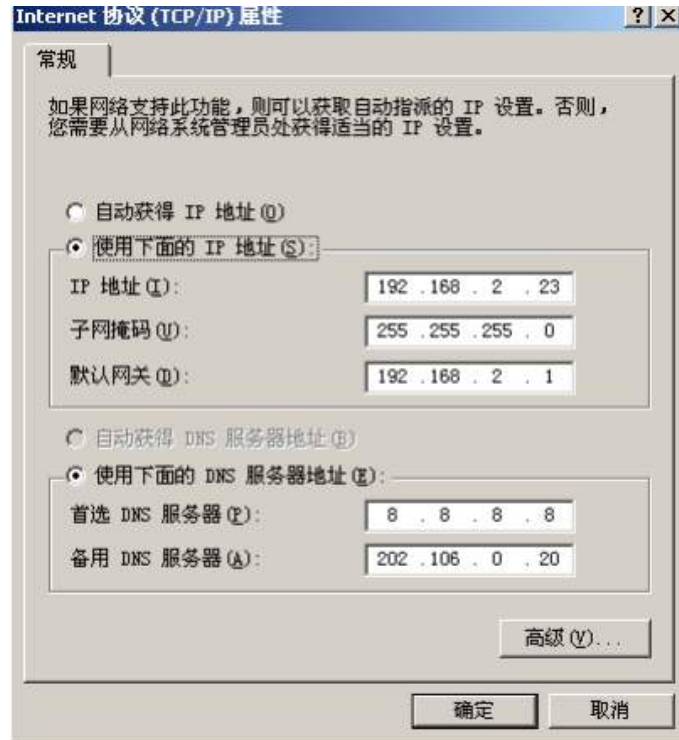 Internet 协议 (TCP/IP) 属性
常规
如果网络支持此功能，则可以获取自动指派的 IP 设置。否则，
您需要从网络系统管理员处获得适当的 IP 设置。
自动获得 IP 地址(O)
使用下面的 IP 地址(S):
IP 地址(I): 192 .168 . 2 . 23
子网掩码(U): 255 .255 .255 . 0
默认网关(D): 192 .168 . 2 . 1
自动获得 DNS 服务器地址(B)
使用下面的 DNS 服务器地址(E):
首选 DNS 服务器(P): 8 . 8 . 8 . 8
备用 DNS 服务器(A): 202 .106 . 0 . 20
高级(V)...
确定 取消